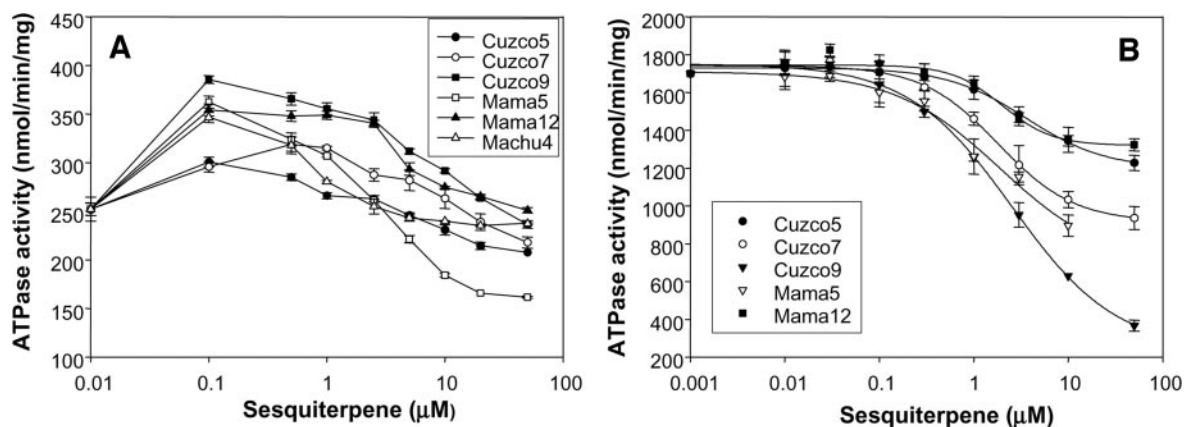 A
ATPase activity (nmol/min/mg)
450
400
350
300
250
200
150
100
0.01
0.1
1
10
100
Sesquiterpene (μM)
Cuzco5
Cuzco7
Cuzco9
Mama5
Mama12
Machu4
B
ATPase activity (nmol/min/mg)
2000
1800
1600
1400
1200
1000
800
600
400
200
0.001
0.01
0.1
1
10
100
Sesquiterpene (μM)
Cuzco5
Cuzco7
Cuzco9
Mama5
Mama12